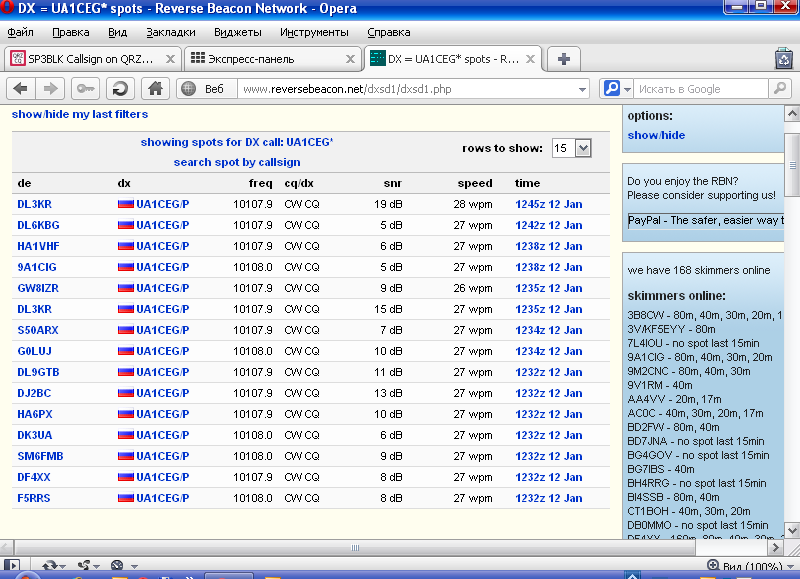 DX = UA1CEG* spots - Reverse Beacon Network - Opera
Файл Правка Вид Закладки Виджеты Инструменты Справка
SP3BLK Callsign on QRZ... Экспресс-панель DX = UA1CEG* spots - R...
Веб www.reversebeacon.net/dxsd1/dxsd1.php Искать в Google
show/hide my last filters
showing spots for DX call: UA1CEG*
search spot by callsign
rows to show: 15
de dx freq cq/dx snr speed time
DL3KR UA1CEG/P 10107.9 CW CQ 19 dB 28 wpm 1245z 12 Jan
DL6KBG UA1CEG/P 10107.9 CW CQ 5 dB 27 wpm 1242z 12 Jan
HA1VHF UA1CEG/P 10107.9 CW CQ 6 dB 27 wpm 1238z 12 Jan
9A1CIG UA1CEG/P 10108.0 CW CQ 5 dB 27 wpm 1238z 12 Jan
GW8IZR UA1CEG/P 10107.9 CW CQ 9 dB 26 wpm 1235z 12 Jan
DL3KR UA1CEG/P 10107.9 CW CQ 15 dB 27 wpm 1235z 12 Jan
S50ARX UA1CEG/P 10107.9 CW CQ 7 dB 27 wpm 1234z 12 Jan
G0LUJ UA1CEG/P 10108.0 CW CQ 10 dB 27 wpm 1234z 12 Jan
DL9GTB UA1CEG/P 10107.9 CW CQ 11 dB 27 wpm 1232z 12 Jan
DJ2BC UA1CEG/P 10107.9 CW CQ 13 dB 27 wpm 1232z 12 Jan
HA6PX UA1CEG/P 10107.9 CW CQ 10 dB 27 wpm 1232z 12 Jan
DK3UA UA1CEG/P 10108.0 CW CQ 6 dB 27 wpm 1232z 12 Jan
SM6FMB UA1CEG/P 10108.0 CW CQ 9 dB 27 wpm 1232z 12 Jan
DF4XX UA1CEG/P 10107.9 CW CQ 8 dB 27 wpm 1232z 12 Jan
F5RRS UA1CEG/P 10108.0 CW CQ 8 dB 27 wpm 1232z 12 Jan
options:
show/hide
Do you enjoy the RBN?
Please consider supporting us!
PayPal - The safer, easier way t
we have 168 skimmers online
skimmers online:
3B8CW - 80m, 40m, 30m, 20m, 1
3V/KF5EYY - 80m
7L4IOU - no spot last 15min
9A1CIG - 80m, 40m, 30m, 20m
9M2CNC - 80m, 40m, 30m
9V1RM - 40m
AA4VV - 20m, 17m
AC0C - 40m, 30m, 20m, 17m
BD2FW - 80m, 40m
BD7JNA - no spot last 15min
BG4GOV - no spot last 15min
BG7IBS - 40m
BH4RRG - no spot last 15min
BI4SSB - 80m, 40m
CT1BOH - 40m, 30m, 20m
DB0MMO - no spot last 15min
DF4XX - 160m, 80m, 40m, 30m,
Вид (100%)